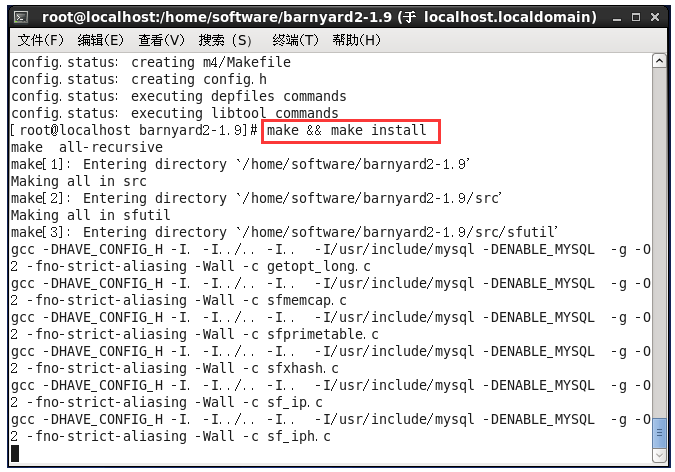 root@localhost:/home/software/barnyard2-1.9 (于 localhost.localdomain)
文件(F) 编辑(E) 查看(V) 搜索 (S) 终端(T) 帮助(H)
config.status: creating m4/Makefile
config.status: creating config.h
config.status: executing depfiles commands
config.status: executing libtool commands
[root@localhost barnyard2-1.9]# make && make install
make  all-recursive
make[1]: Entering directory `/home/software/barnyard2-1.9’
Making all in src
make[2]: Entering directory `/home/software/barnyard2-1.9/src’
Making all in sfutil
make[3]: Entering directory `/home/software/barnyard2-1.9/src/sfutil’
gcc -DHAVE_CONFIG_H -I. -I../.. -I..  -I/usr/include/mysql -DENABLE_MYSQL  -g -O
2 -fno-strict-aliasing -Wall -c getopt_long.c
gcc -DHAVE_CONFIG_H -I. -I../.. -I..  -I/usr/include/mysql -DENABLE_MYSQL  -g -O
2 -fno-strict-aliasing -Wall -c sfmemcap.c
gcc -DHAVE_CONFIG_H -I. -I../.. -I..  -I/usr/include/mysql -DENABLE_MYSQL  -g -O
2 -fno-strict-aliasing -Wall -c sfprimetable.c
gcc -DHAVE_CONFIG_H -I. -I../.. -I..  -I/usr/include/mysql -DENABLE_MYSQL  -g -O
2 -fno-strict-aliasing -Wall -c sfxhash.c
gcc -DHAVE_CONFIG_H -I. -I../.. -I..  -I/usr/include/mysql -DENABLE_MYSQL  -g -O
2 -fno-strict-aliasing -Wall -c sf_ip.c
gcc -DHAVE_CONFIG_H -I. -I../.. -I..  -I/usr/include/mysql -DENABLE_MYSQL  -g -O
2 -fno-strict-aliasing -Wall -c sf_iph.c